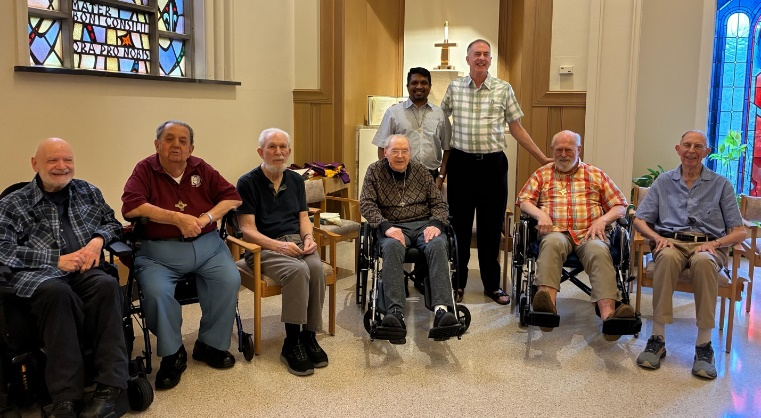 MATER
BONI CONSILII
ORA PRO NOBIS